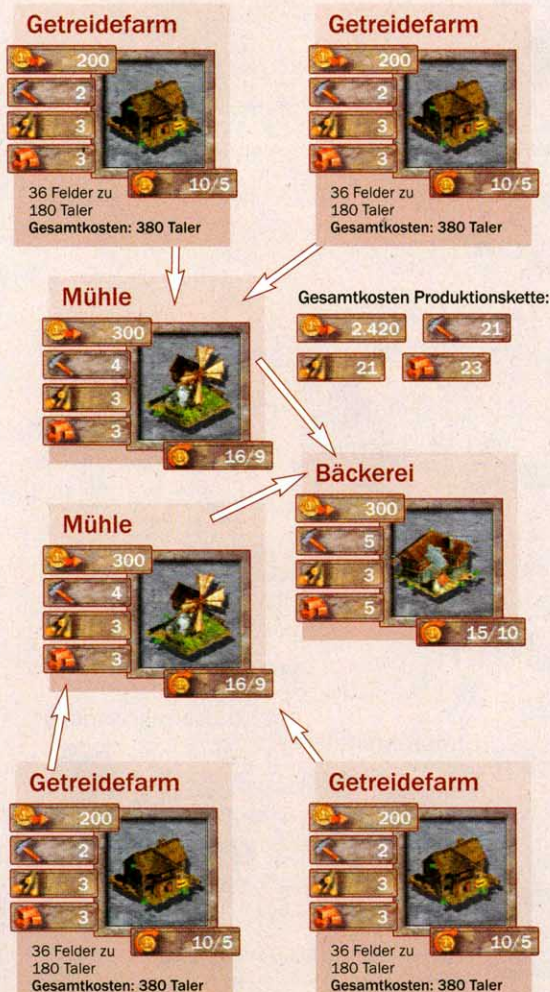 Getreidefarm
200
2
3
3
10/5
36 Felder zu
180 Taler
Gesamtkosten: 380 Taler
Getreidefarm
200
2
3
3
10/5
36 Felder zu
180 Taler
Gesamtkosten: 380 Taler
Mühle
300
4
3
3
16/9
Gesamtkosten Produktionskette:
2.420
21
21
23
Bäckerei
300
5
3
5
15/10
Mühle
300
4
3
3
16/9
Getreidefarm
200
2
3
3
10/5
36 Felder zu
180 Taler
Gesamtkosten: 380 Taler
Getreidefarm
200
2
3
3
10/5
36 Felder zu
180 Taler
Gesamtkosten: 380 Taler